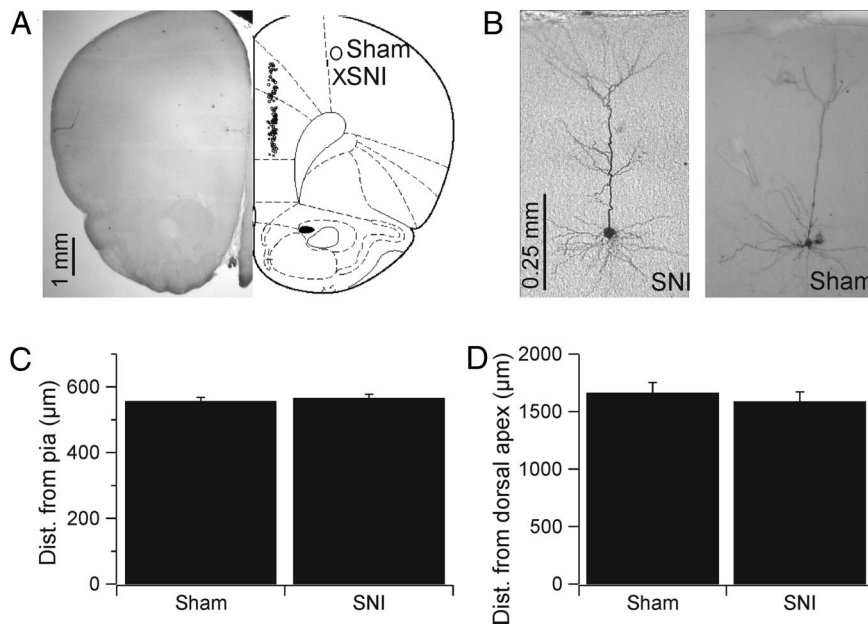 A
Sham
XSNI
1 mm
B
0.25 mm
SNI
Sham
C
Dist. from pia (µm)
600
400
200
0
Sham
SNI
D
Dist. from dorsal apex (µm)
2000
1500
1000
500
0
Sham
SNI